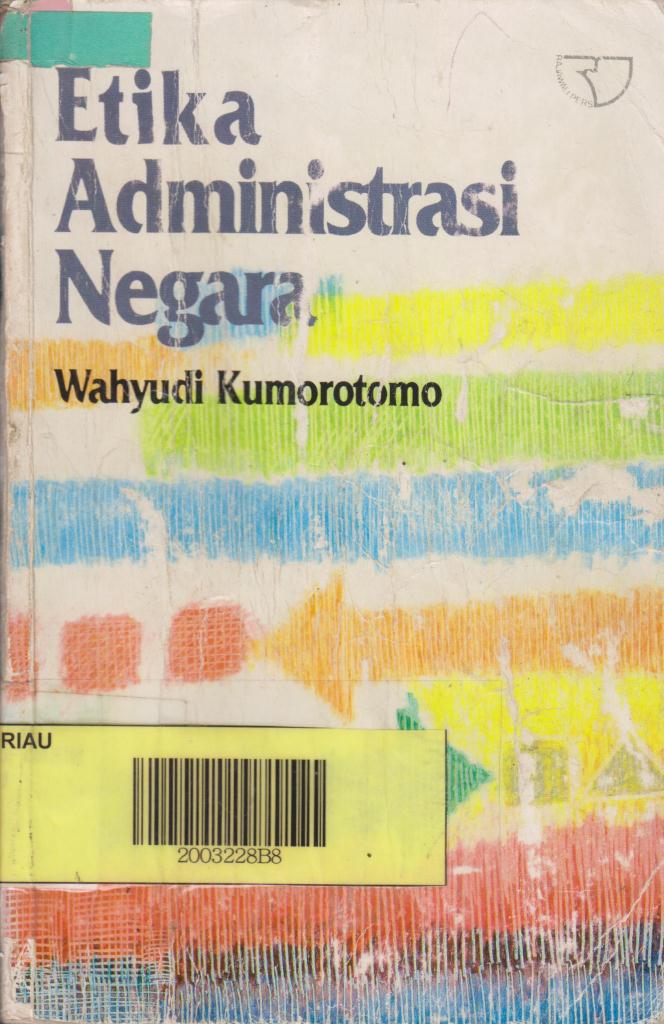 RAJAWALI PERS
Etika
Administrasi
Negara
Wahyudi Kumorotomo
RIAU
2003228B8